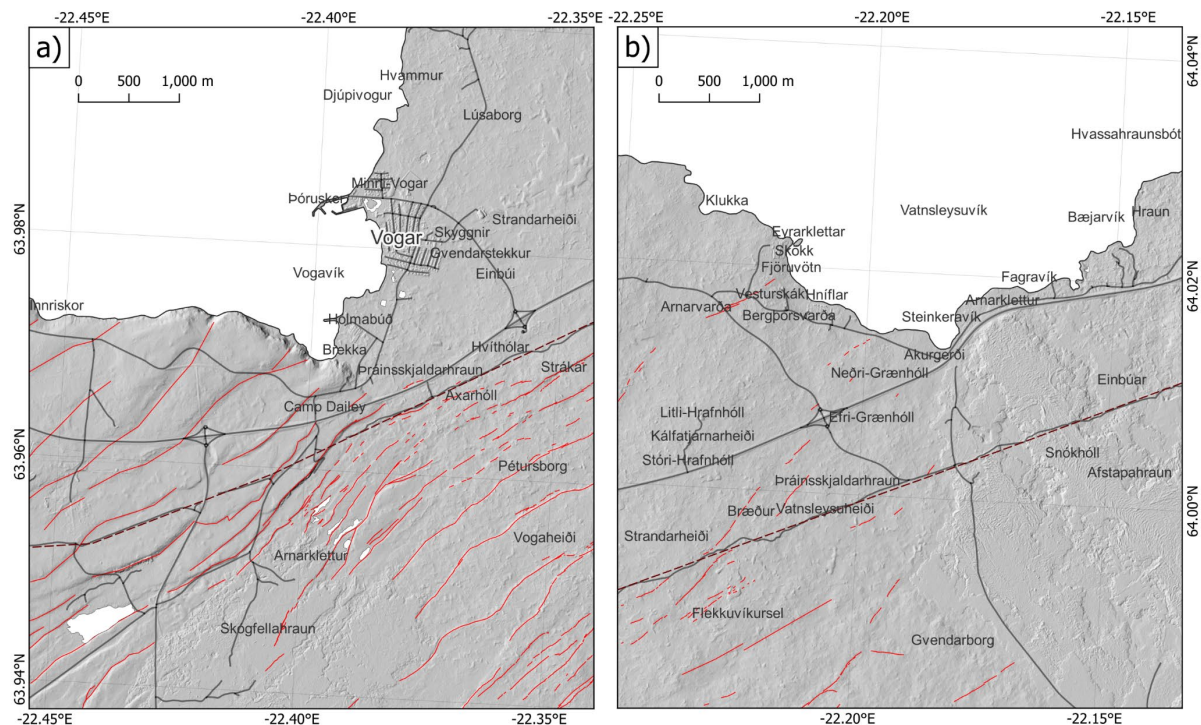 -22.45°E
-22.40°E
-22.35°E
a)
0 500 1,000 m
Hvammur
Djúpivogur
Lúsaborg
Minni-Vogar
Þórusker
Strandarheiði
63.98°N
Vogar
Skyggnir
Gvendarstekkur
Vogavík
Einbúi
Innriskor
Hólmabúð
Hvíthólar
Brekka
Þráinsskjaldarhraun
Strákar
Axarhóll
Camp Dailey
63.96°N
Pétursborg
Vogaheiði
Arnarklettur
Skógfellahraun
63.94°N
-22.45°E
-22.40°E
-22.35°E
-22.25°E
-22.20°E
-22.15°E
b)
0 500 1,000 m
64.04°N
Hvassahraunsbót
Klukka
Vatnsleysuvík
Bæjarvík
Hraun
Eyrarklettar
Skökk
Fjöruvötn
Fagravík
Vesturskák
Hníflar
Arnarvarða
Arnarklettur
64.02°N
Bergþórsvarða
Steinkeravík
Akurgerði
Neðri-Grænhóll
Einbúar
Litli-Hrafnhóll
Efri-Grænhóll
Kálfatjarnarheiði
Stóri-Hrafnhóll
Snókhóll
Afstapahraun
Þráinsskjaldarhraun
Bræður
Vatnsleysuheiði
64.00°N
Strandarheiði
Flekkuvíkursel
Gvendarborg
-22.20°E
-22.15°E